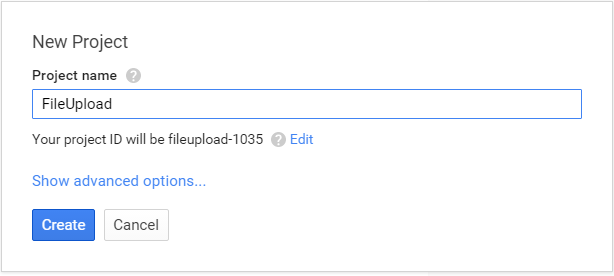 New Project
Project name ?
FileUpload
Your project ID will be fileupload-1035 ? Edit
Show advanced options...
Create Cancel